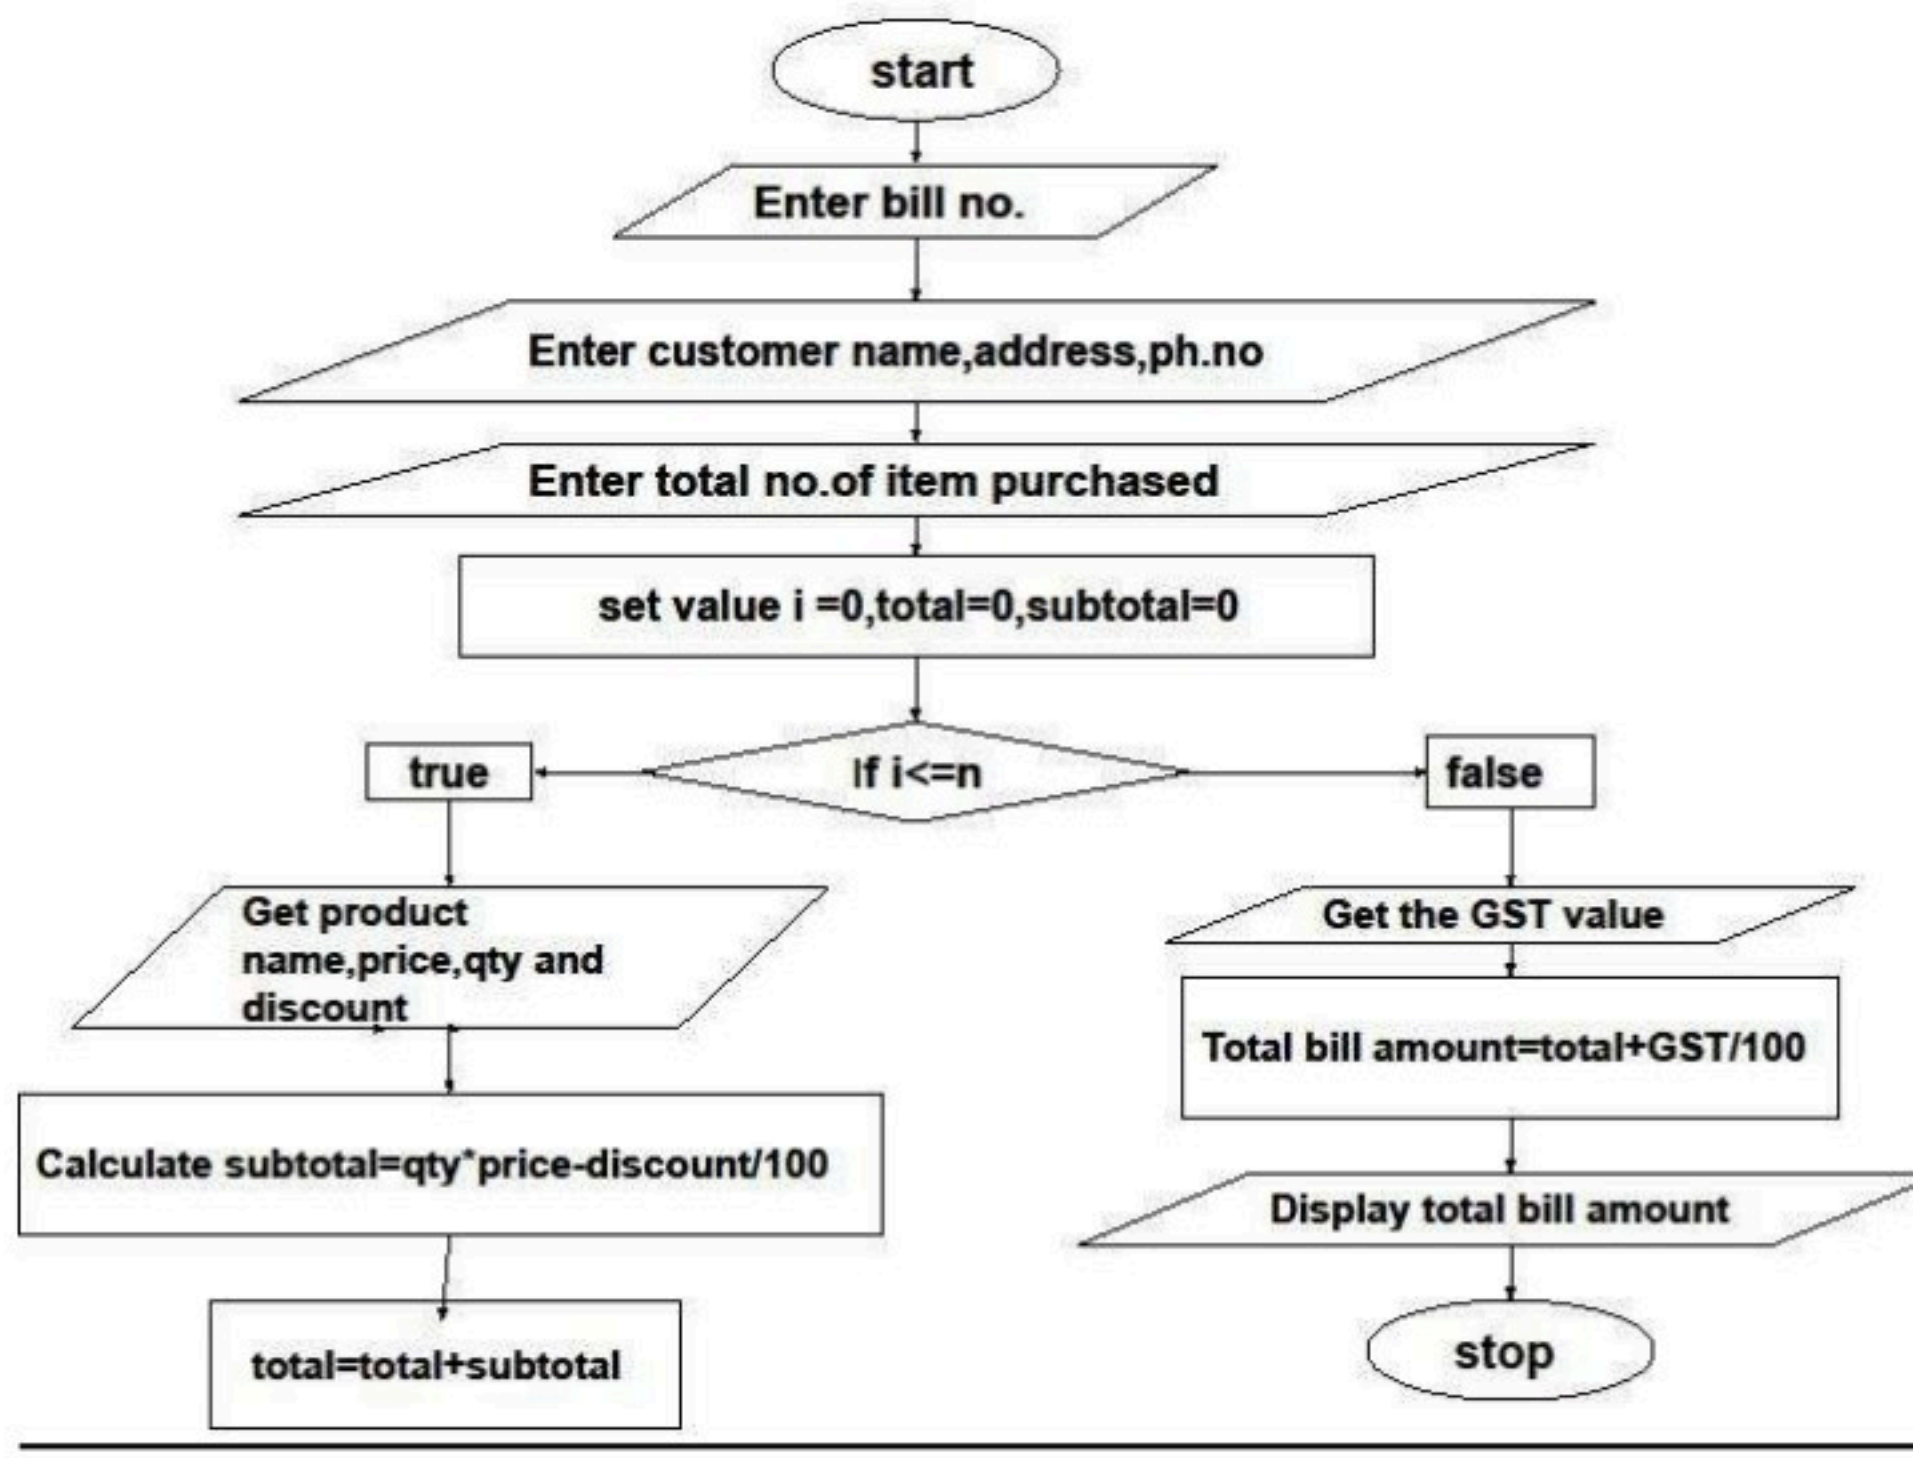 start
Enter bill no.
Enter customer name,address,ph.no
Enter total no.of item purchased
set value i =0,total=0,subtotal=0
If i<=n
true
false
Get product
name,price,qty and
discount
Calculate subtotal=qty*price-discount/100
total=total+subtotal
Get the GST value
Total bill amount=total+GST/100
Display total bill amount
stop